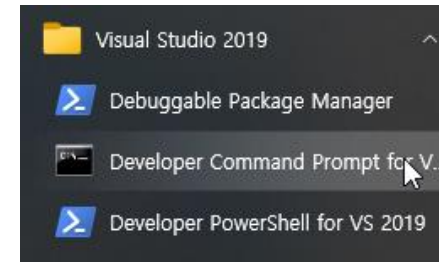 Visual Studio 2019
Debuggable Package Manager
Developer Command Prompt for V...
Developer PowerShell for VS 2019